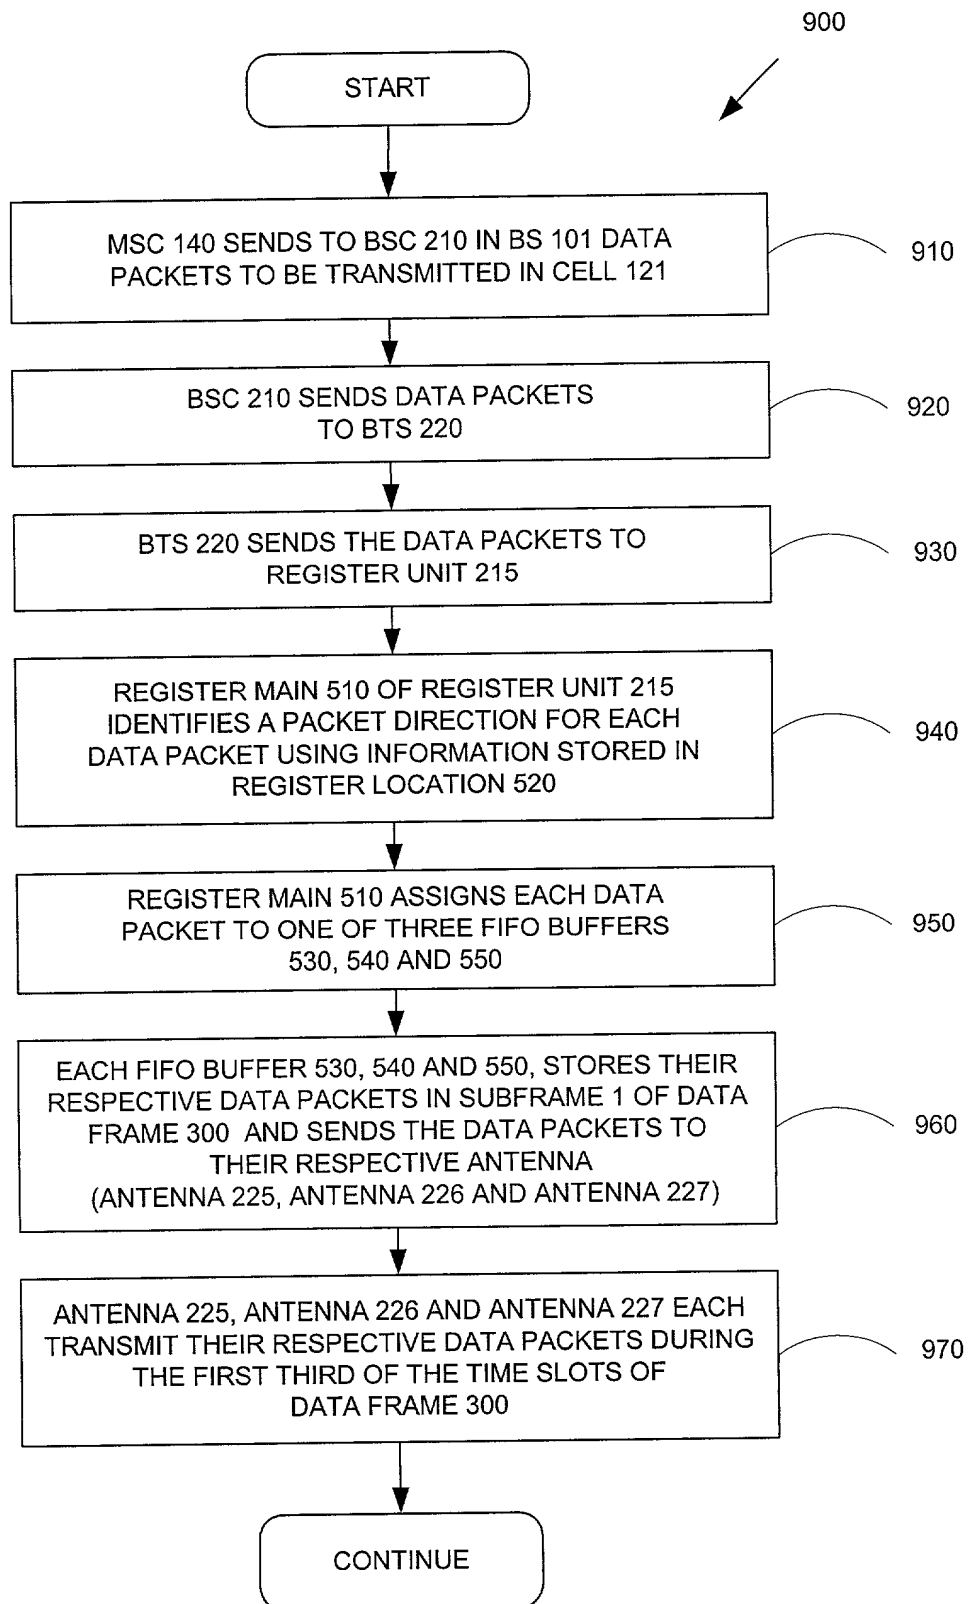 900
START
MSC 140 SENDS TO BSC 210 IN BS 101 DATA
PACKETS TO BE TRANSMITTED IN CELL 121
910
BSC 210 SENDS DATA PACKETS
TO BTS 220
920
BTS 220 SENDS THE DATA PACKETS TO
REGISTER UNIT 215
930
REGISTER MAIN 510 OF REGISTER UNIT 215
IDENTIFIES A PACKET DIRECTION FOR EACH
DATA PACKET USING INFORMATION STORED IN
REGISTER LOCATION 520
940
REGISTER MAIN 510 ASSIGNS EACH DATA
PACKET TO ONE OF THREE FIFO BUFFERS
530, 540 AND 550
950
EACH FIFO BUFFER 530, 540 AND 550, STORES THEIR
RESPECTIVE DATA PACKETS IN SUBFRAME 1 OF DATA
FRAME 300 AND SENDS THE DATA PACKETS TO
THEIR RESPECTIVE ANTENNA
(ANTENNA 225, ANTENNA 226 AND ANTENNA 227)
960
ANTENNA 225, ANTENNA 226 AND ANTENNA 227 EACH
TRANSMIT THEIR RESPECTIVE DATA PACKETS DURING
THE FIRST THIRD OF THE TIME SLOTS OF
DATA FRAME 300
970
CONTINUE